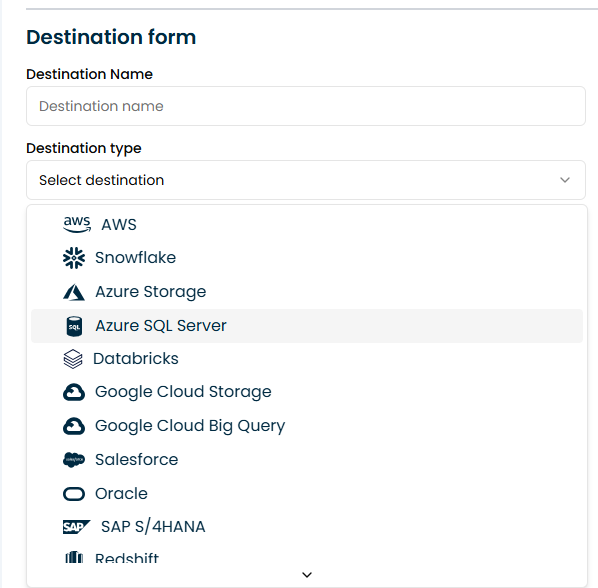 Destination form
Destination Name
Destination name
Destination type
Select destination
aws AWS
Snowflake
Azure Storage
SQL Azure SQL Server
Databricks
Google Cloud Storage
Google Cloud Big Query
salesforce Salesforce
Oracle
SAP SAP S/4HANA
Redshift